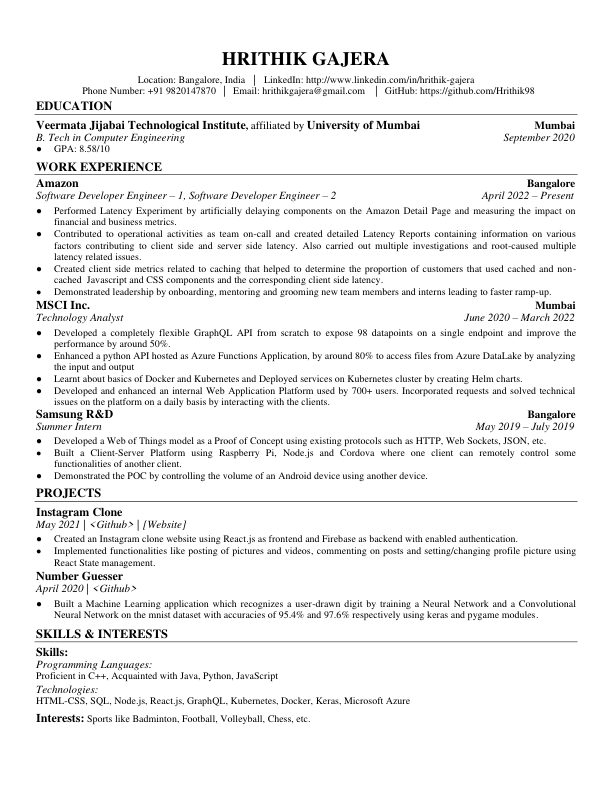 HRITHIK GAJERA
Location: Bangalore, India │ LinkedIn: http://www.linkedin.com/in/hrithik-gajera
Phone Number: +91 9820147870 │ Email: hrithikgajera@gmail.com │ GitHub: https://github.com/Hrithik98
EDUCATION
Veermata Jijabai Technological Institute, affiliated by University of Mumbai Mumbai
B. Tech in Computer Engineering September 2020
● GPA: 8.58/10
WORK EXPERIENCE
Amazon Bangalore
Software Developer Engineer – 1, Software Developer Engineer – 2 April 2022 – Present
● Performed Latency Experiment by artificially delaying components on the Amazon Detail Page and measuring the impact on
financial and business metrics.
● Contributed to operational activities as team on-call and created detailed Latency Reports containing information on various
factors contributing to client side and server side latency. Also carried out multiple investigations and root-caused multiple
latency related issues.
● Created client side metrics related to caching that helped to determine the proportion of customers that used cached and non-
cached Javascript and CSS components and the corresponding client side latency.
● Demonstrated leadership by onboarding, mentoring and grooming new team members and interns leading to faster ramp-up.
MSCI Inc. Mumbai
Technology Analyst June 2020 – March 2022
● Developed a completely flexible GraphQL API from scratch to expose 98 datapoints on a single endpoint and improve the
performance by around 50%.
● Enhanced a python API hosted as Azure Functions Application, by around 80% to access files from Azure DataLake by analyzing
the input and output
● Learnt about basics of Docker and Kubernetes and Deployed services on Kubernetes cluster by creating Helm charts.
● Developed and enhanced an internal Web Application Platform used by 700+ users. Incorporated requests and solved technical
issues on the platform on a daily basis by interacting with the clients.
Samsung R&D Bangalore
Summer Intern May 2019 – July 2019
● Developed a Web of Things model as a Proof of Concept using existing protocols such as HTTP, Web Sockets, JSON, etc.
● Built a Client-Server Platform using Raspberry Pi, Node.js and Cordova where one client can remotely control some
functionalities of another client.
● Demonstrated the POC by controlling the volume of an Android device using another device.
PROJECTS
Instagram Clone
May 2021 | <Github> | [Website]
● Created an Instagram clone website using React.js as frontend and Firebase as backend with enabled authentication.
● Implemented functionalities like posting of pictures and videos, commenting on posts and setting/changing profile picture using
React State management.
Number Guesser
April 2020 | <Github>
● Built a Machine Learning application which recognizes a user-drawn digit by training a Neural Network and a Convolutional
Neural Network on the mnist dataset with accuracies of 95.4% and 97.6% respectively using keras and pygame modules.
SKILLS & INTERESTS
Skills:
Programming Languages:
Proficient in C++, Acquainted with Java, Python, JavaScript
Technologies:
HTML-CSS, SQL, Node.js, React.js, GraphQL, Kubernetes, Docker, Keras, Microsoft Azure
Interests: Sports like Badminton, Football, Volleyball, Chess, etc.